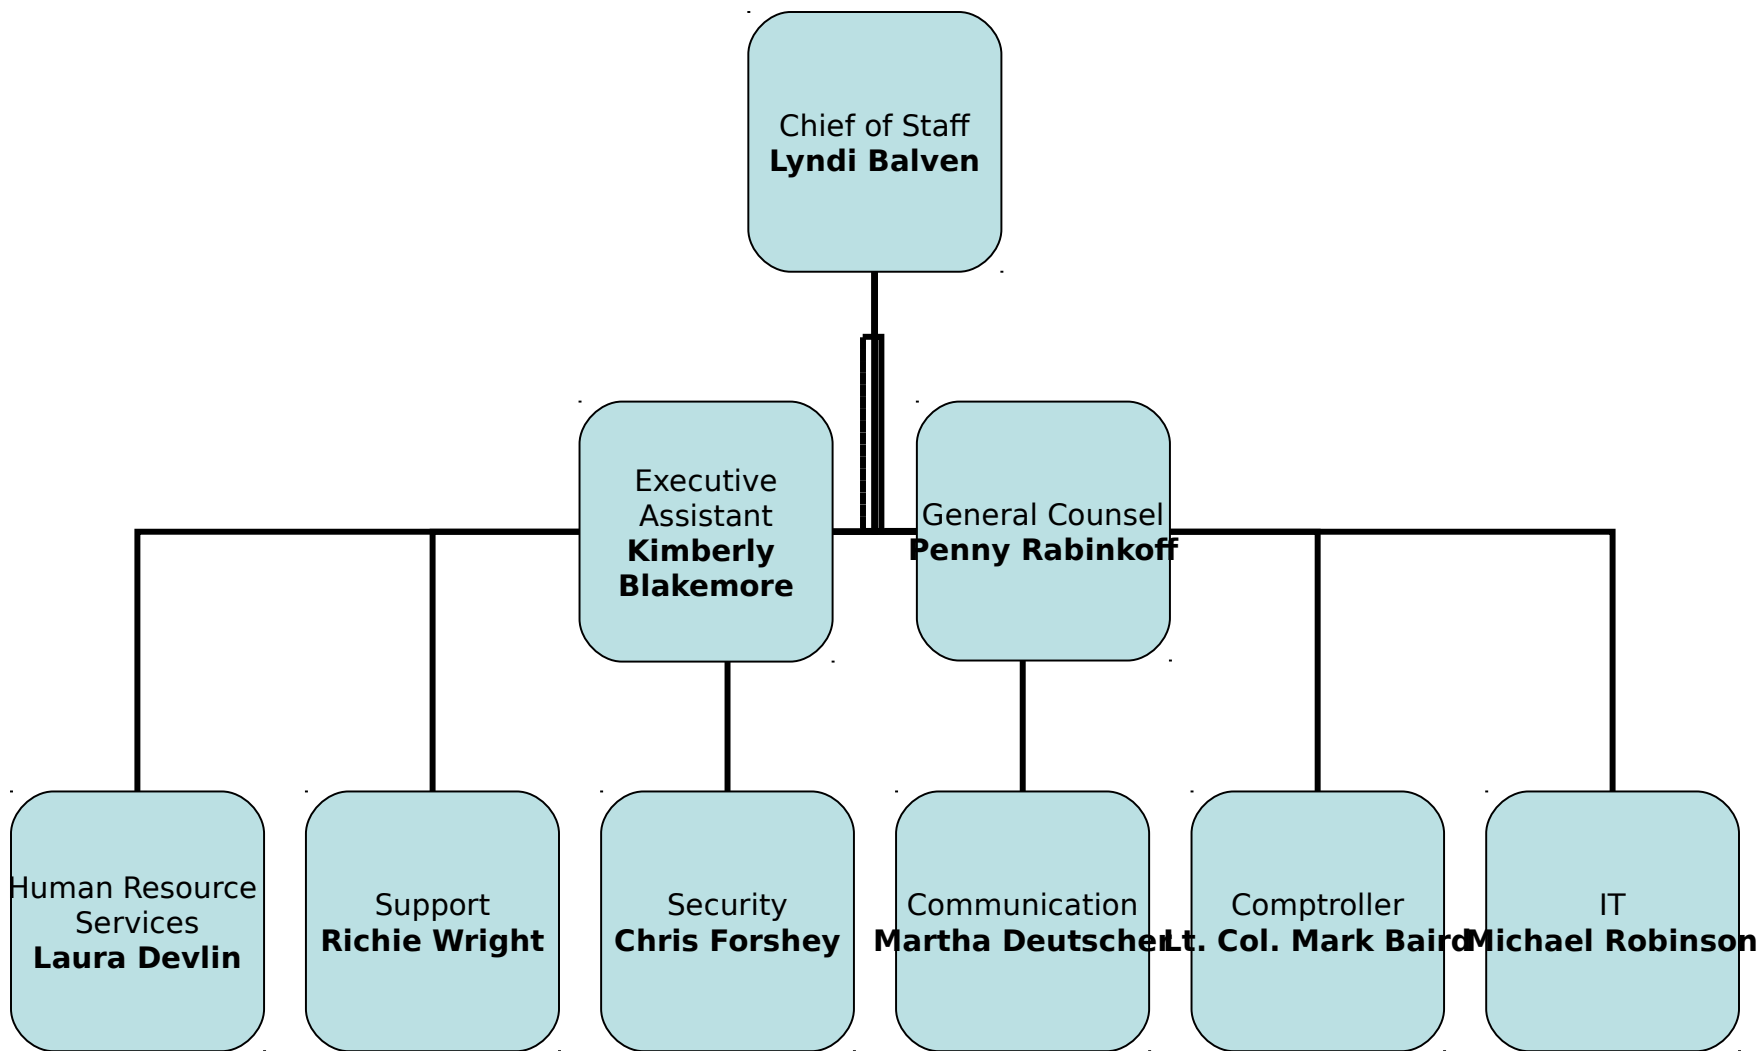 Chief of Staff
Lyndi Balven
Executive
Assistant
Kimberly
Blakemore
General Counsel
Penny Rabinkoff
Human Resource
Services
Laura Devlin
Support
Richie Wright
Security
Chris Forshey
Communication
Martha Deutscher
Comptroller
Lt. Col. Mark Baird
IT
Michael Robinson